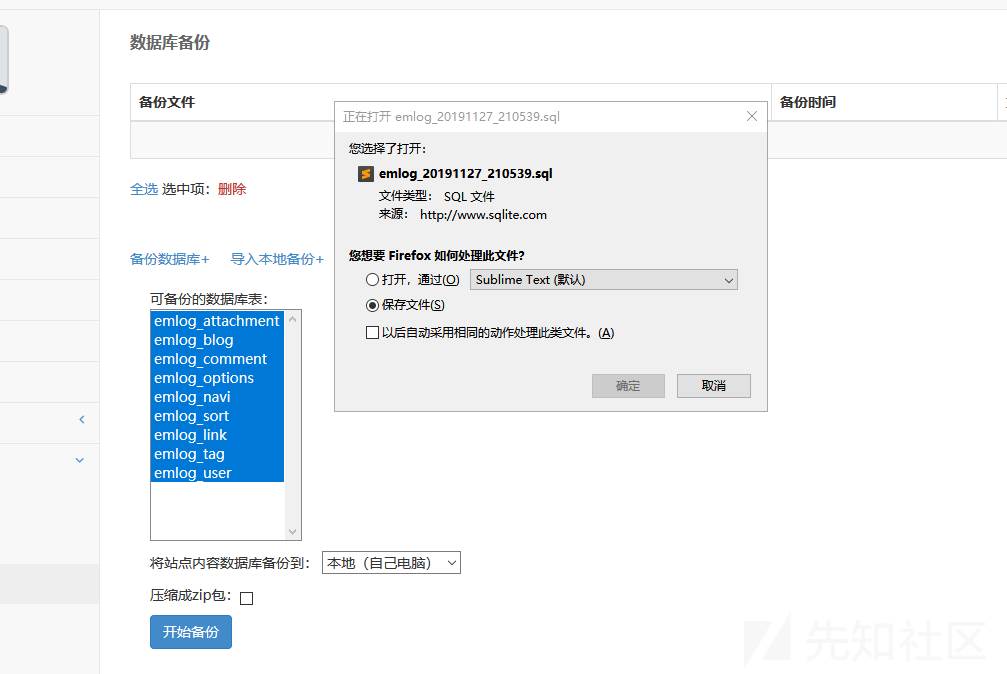 数据库备份
备份文件
备份时间
正在打开 emlog_20191127_210539.sql
您选择了打开:
emlog_20191127_210539.sql
文件类型: SQL 文件
来源: http://www.sqlite.com
您想要 Firefox 如何处理此文件?
打开，通过(O) Sublime Text (默认)
保存文件(S)
以后自动采用相同的动作处理此类文件。(A)
确定 取消
全选 选中项：删除
备份数据库+ 导入本地备份+
可备份的数据库表：
emlog_attachment
emlog_blog
emlog_comment
emlog_options
emlog_navi
emlog_sort
emlog_link
emlog_tag
emlog_user
将站点内容数据库备份到： 本地（自己电脑）
压缩成zip包：
开始备份
先知社区